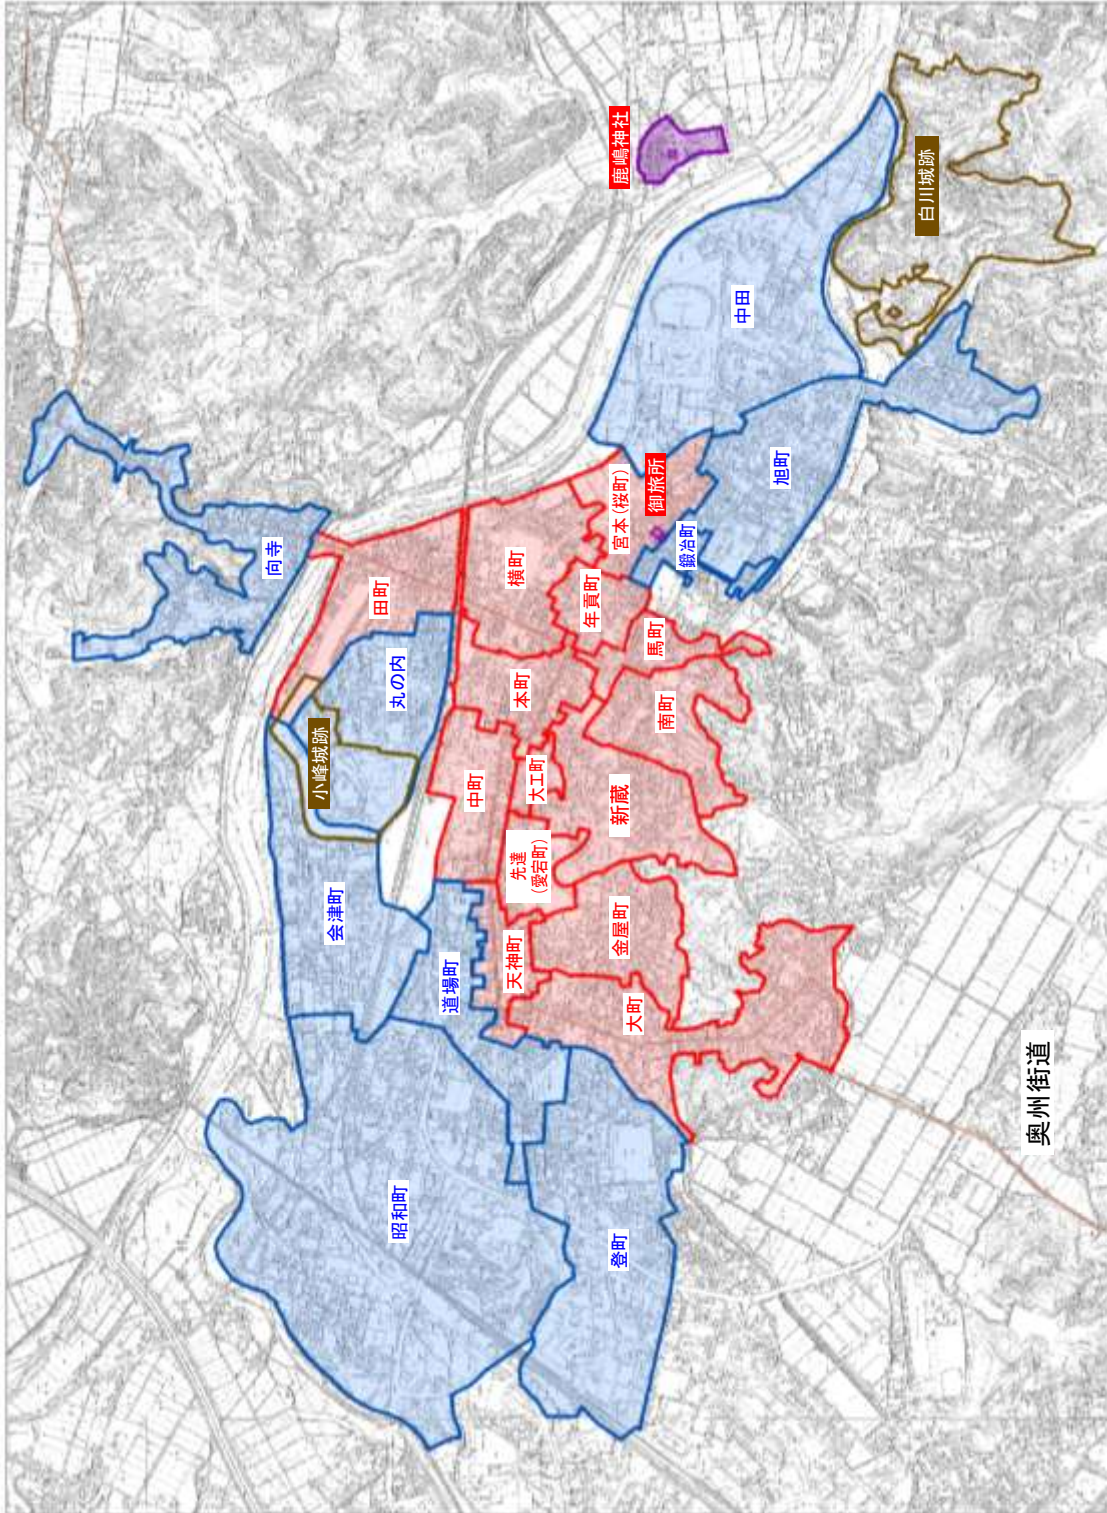 鹿嶋神社
白川城跡
中田
旭町
御旅所
宮本(桜町)
鍛冶町
向寺
田町
横町
年貢町
馬町
丸の内
本町
南町
小峰城跡
中町
大工町
新蔵
先達
(愛宕町)
会津町
道場町
天神町
金屋町
大町
奥州街道
昭和町
登町